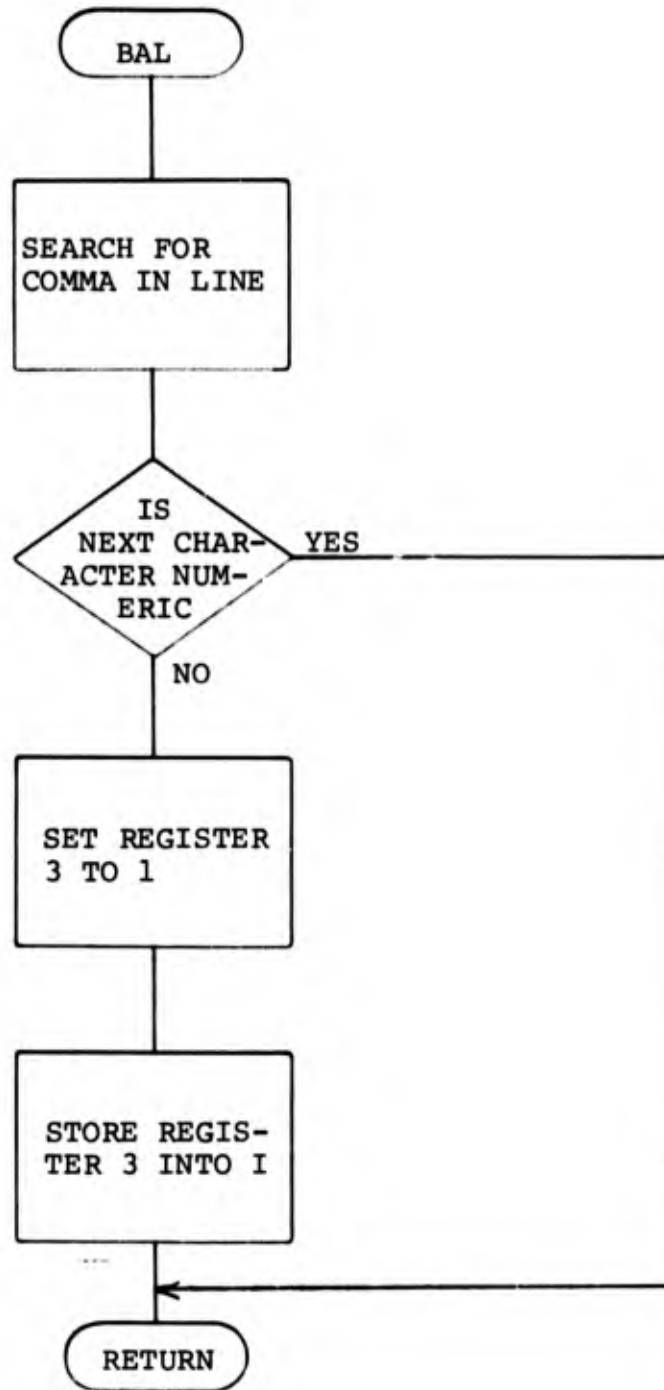 BAL
SEARCH FOR
COMMA IN LINE
IS
NEXT CHAR-
ACTER NUM-
ERIC
YES
NO
SET REGISTER
3 TO 1
STORE REGIS-
TER 3 INTO I
RETURN